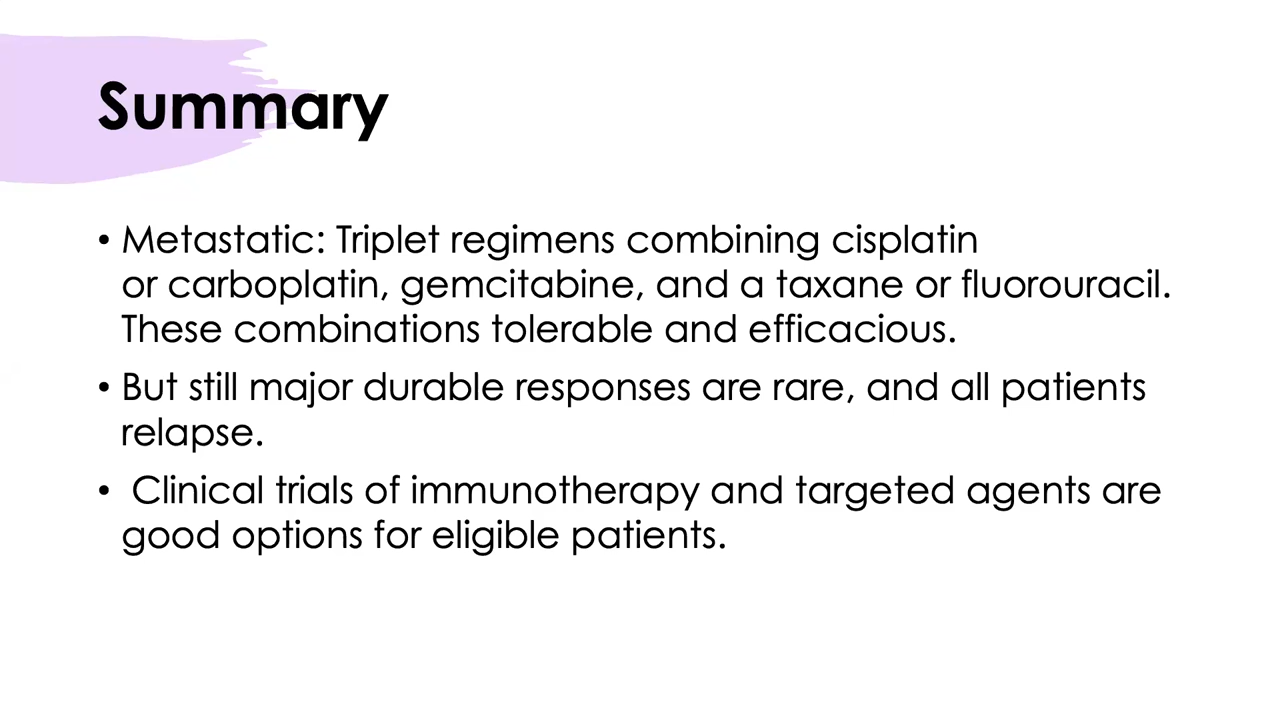 Summary
• Metastatic: Triplet regimens combining cisplatin
or carboplatin, gemcitabine, and a taxane or fluorouracil.
These combinations tolerable and efficacious.
• But still major durable responses are rare, and all patients
relapse.
• Clinical trials of immunotherapy and targeted agents are
good options for eligible patients.